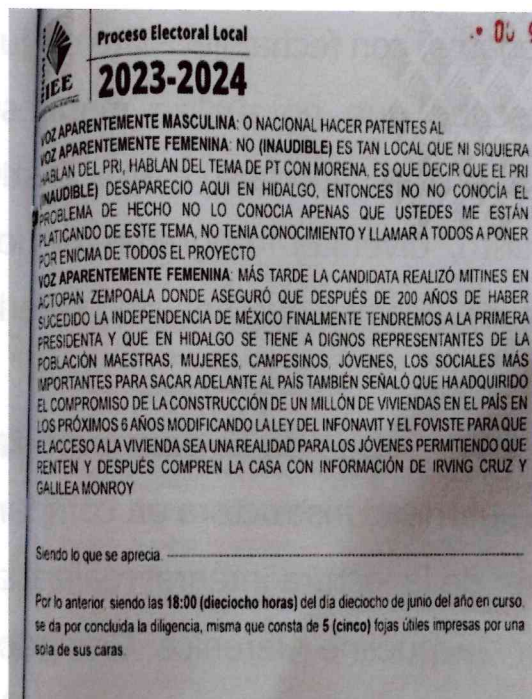 IEE
Proceso Electoral Local
2023-2024
VOZ APARENTEMENTE MASCULINA: O NACIONAL HACER PATENTES AL
VOZ APARENTEMENTE FEMENINA: NO (INAUDIBLE) ES TAN LOCAL QUE NI SIQUIERA
HABLAN DEL PRI, HABLAN DEL TEMA DE PT CON MORENA, ES QUE DECIR QUE EL PRI
(INAUDIBLE) DESAPARECIO AQUI EN HIDALGO, ENTONCES NO NO CONOCÍA EL
PROBLEMA DE HECHO NO LO CONOCIA APENAS QUE USTEDES ME ESTÁN
PLATICANDO DE ESTE TEMA, NO TENIA CONOCIMIENTO Y LLAMAR A TODOS A PONER
POR ENICMA DE TODOS EL PROYECTO
VOZ APARENTEMENTE FEMENINA: MÁS TARDE LA CANDIDATA REALIZÓ MITINES EN
ACTOPAN ZEMPOALA DONDE ASEGURÓ QUE DESPUÉS DE 200 AÑOS DE HABER
SUCEDIDO LA INDEPENDENCIA DE MÉXICO FINALMENTE TENDREMOS A LA PRIMERA
PRESIDENTA Y QUE EN HIDALGO SE TIENE A DIGNOS REPRESENTANTES DE LA
POBLACIÓN MAESTRAS, MUJERES, CAMPESINOS, JÓVENES, LOS SOCIALES MÁS
IMPORTANTES PARA SACAR ADELANTE AL PAÍS TAMBIÉN SEÑALÓ QUE HA ADQUIRIDO
EL COMPROMISO DE LA CONSTRUCCIÓN DE UN MILLÓN DE VIVIENDAS EN EL PAÍS EN
LOS PRÓXIMOS 6 AÑOS MODIFICANDO LA LEY DEL INFONAVIT Y EL FOVISTE PARA QUE
EL ACCESO A LA VIVIENDA SEA UNA REALIDAD PARA LOS JÓVENES PERMITIENDO QUE
RENTEN Y DESPUÉS COMPREN LA CASA CON INFORMACIÓN DE IRVING CRUZ Y
GALILEA MONROY
Siendo lo que se aprecia.
Por lo anterior, siendo las 18:00 (dieciocho horas) del día dieciocho de junio del año en curso,
se da por concluida la diligencia, misma que consta de 5 (cinco) fojas útiles impresas por una
sola de sus caras.